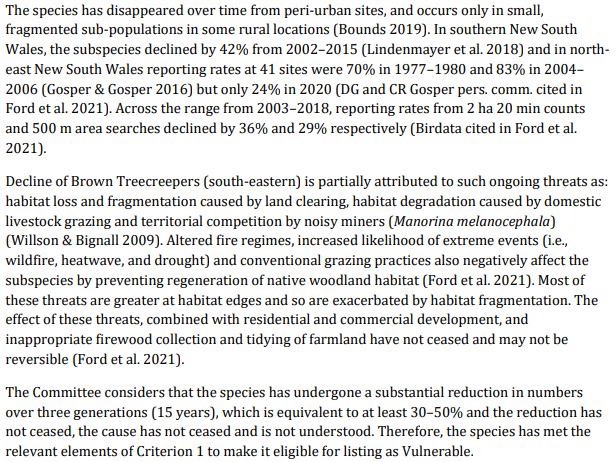 The species has disappeared over time from peri-urban sites, and occurs only in small,
fragmented sub-populations in some rural locations (Bounds 2019). In southern New South
Wales, the subspecies declined by 42% from 2002–2015 (Lindenmayer et al. 2018) and in north-
east New South Wales reporting rates at 41 sites were 70% in 1977–1980 and 83% in 2004–
2006 (Gosper & Gosper 2016) but only 24% in 2020 (DG and CR Gosper pers. comm. cited in
Ford et al. 2021). Across the range from 2003–2018, reporting rates from 2 ha 20 min counts
and 500 m area searches declined by 36% and 29% respectively (Birdata cited in Ford et al.
2021).
Decline of Brown Treecreepers (south-eastern) is partially attributed to such ongoing threats as:
habitat loss and fragmentation caused by land clearing, habitat degradation caused by domestic
livestock grazing and territorial competition by noisy miners (Manorina melanocephala)
(Willson & Bignall 2009). Altered fire regimes, increased likelihood of extreme events (i.e.,
wildfire, heatwave, and drought) and conventional grazing practices also negatively affect the
subspecies by preventing regeneration of native woodland habitat (Ford et al. 2021). Most of
these threats are greater at habitat edges and so are exacerbated by habitat fragmentation. The
effect of these threats, combined with residential and commercial development, and
inappropriate firewood collection and tidying of farmland have not ceased and may not be
reversible (Ford et al. 2021).
The Committee considers that the species has undergone a substantial reduction in numbers
over three generations (15 years), which is equivalent to at least 30–50% and the reduction has
not ceased, the cause has not ceased and is not understood. Therefore, the species has met the
relevant elements of Criterion 1 to make it eligible for listing as Vulnerable.